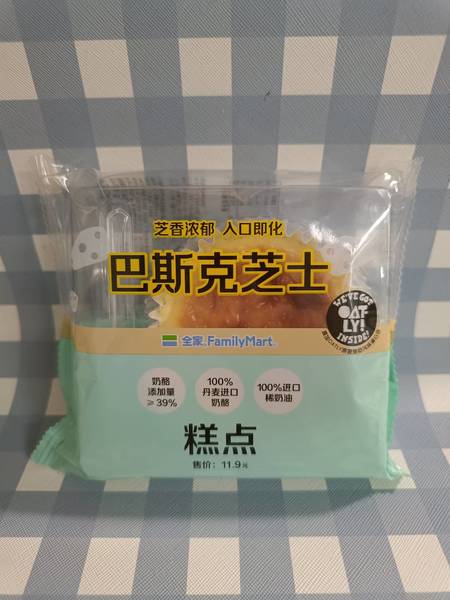 芝香浓郁 入口即化
巴斯克芝士
WE'VE GOT
OAT-
LY!
INSIDE!
全家 FamilyMart
奶酪
添加量
≥39%
100%
丹麦进口
奶酪
100%进口
稀奶油
糕点
售价：11.9元